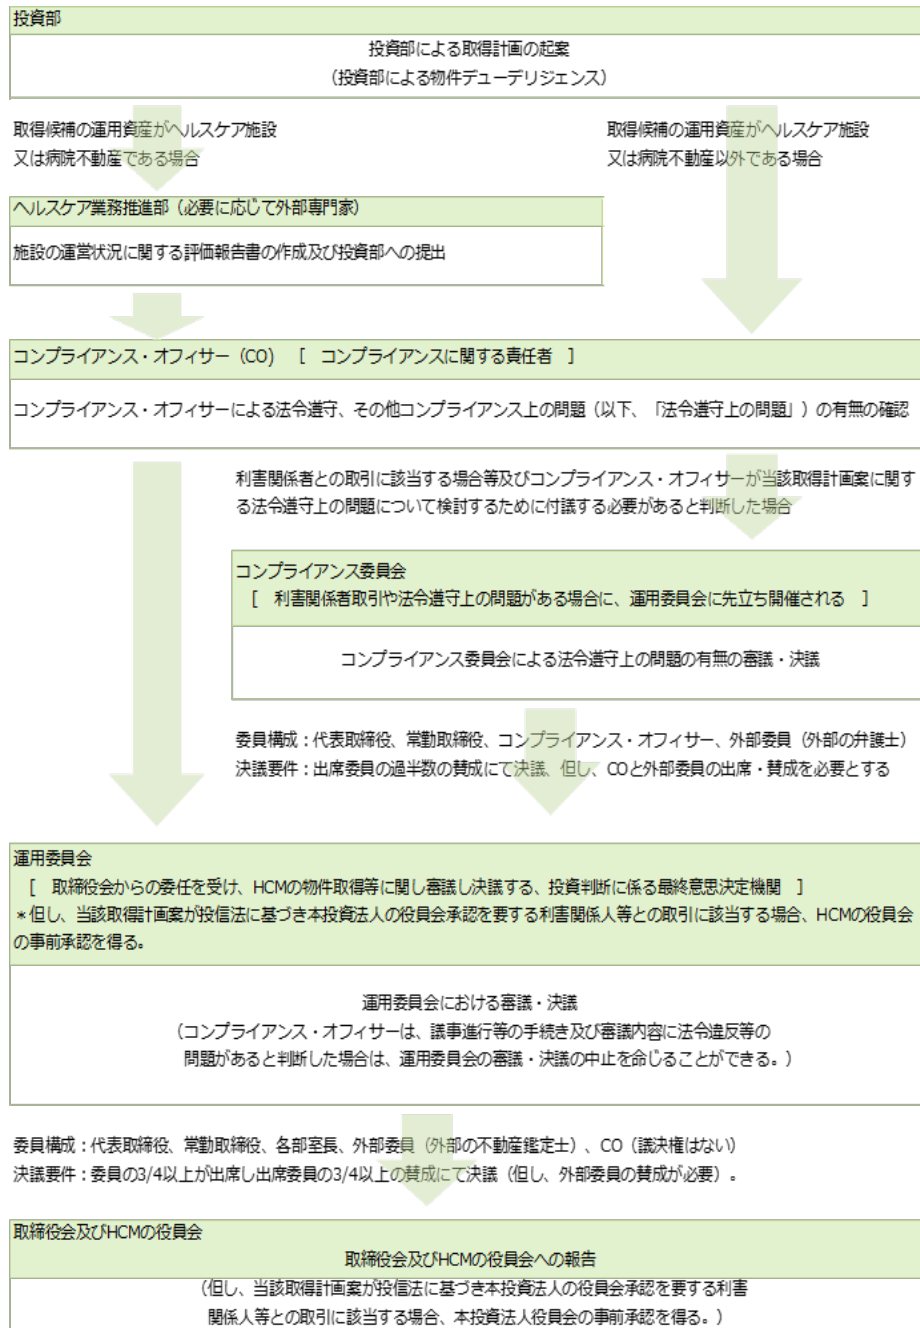 投資部
投資部による取得計画の起案
（投資部による物件デューデリジェンス）
取得候補の運用資産がヘルスケア施設
又は病院不動産である場合
取得候補の運用資産がヘルスケア施設
又は病院不動産以外である場合
ヘルスケア業務推進部（必要に応じて外部専門家）
施設の運営状況に関する評価報告書の作成及び投資部への提出
コンプライアンス・オフィサー（CO） ［ コンプライアンスに関する責任者 ］
コンプライアンス・オフィサーによる法令遵守、その他コンプライアンス上の問題（以下、「法令遵守上の問題」）の有無の確認
利害関係者との取引に該当する場合等及びコンプライアンス・オフィサーが当該取得計画案に関す
る法令遵守上の問題について検討するために付議する必要があると判断した場合
コンプライアンス委員会
［ 利害関係者取引や法令遵守上の問題がある場合に、運用委員会に先立ち開催される ］
コンプライアンス委員会による法令遵守上の問題の有無の審議・決議
委員構成：代表取締役、常勤取締役、コンプライアンス・オフィサー、外部委員（外部の弁護士）
決議要件：出席委員の過半数の賛成にて決議、但し、COと外部委員の出席・賛成を必要とする
運用委員会
［ 取締役会からの委任を受け、HCMの物件取得等に関し審議し決議する、投資判断に係る最終意思決定機関 ］
＊但し、当該取得計画案が投信法に基づき本投資法人の役員会承認を要する利害関係人等との取引に該当する場合、HCMの役員会
の事前承認を得る。
運用委員会における審議・決議
（コンプライアンス・オフィサーは、議事進行等の手続き及び審議内容に法令違反等の
問題があると判断した場合は、運用委員会の審議・決議の中止を命じることができる。）
委員構成：代表取締役、常勤取締役、各部室長、外部委員（外部の不動産鑑定士）、CO（議決権はない）
決議要件：委員の3/4以上が出席し出席委員の3/4以上の賛成にて決議（但し、外部委員の賛成が必要）。
取締役会及びHCMの役員会
取締役会及びHCMの役員会への報告
（但し、当該取得計画案が投信法に基づき本投資法人の役員会承認を要する利害
関係人等との取引に該当する場合、本投資法人役員会の事前承認を得る。）